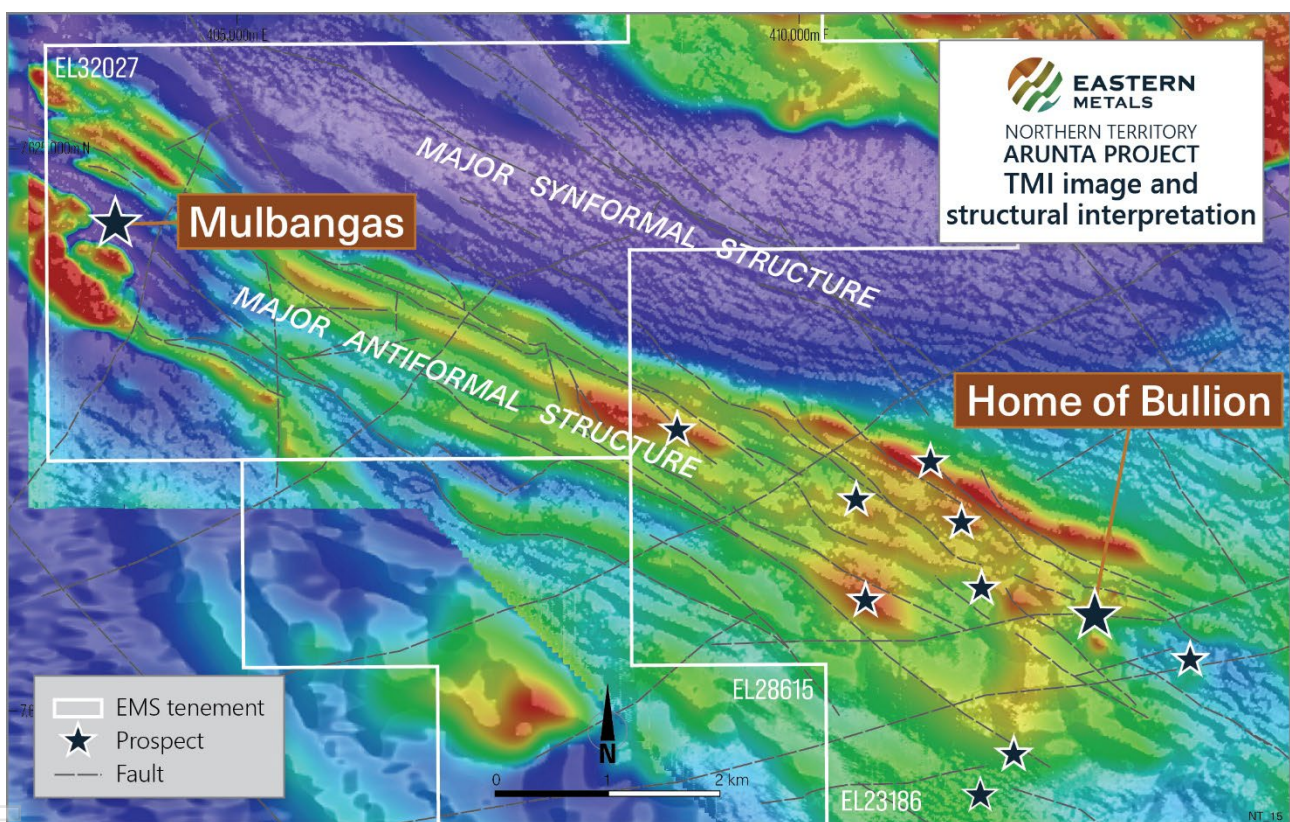 405,000m E
410,000m E
EL32027
EASTERN
METALS
NORTHERN TERRITORY
ARUNTA PROJECT
TMI image and
structural interpretation
MAJOR SYNFORMAL STRUCTURE
Mulbangas
MAJOR ANTIFORMAL STRUCTURE
Home of Bullion
EL28615
EMS tenement
Prospect
Fault
N
0 1 2 km
EL23186
NT_15